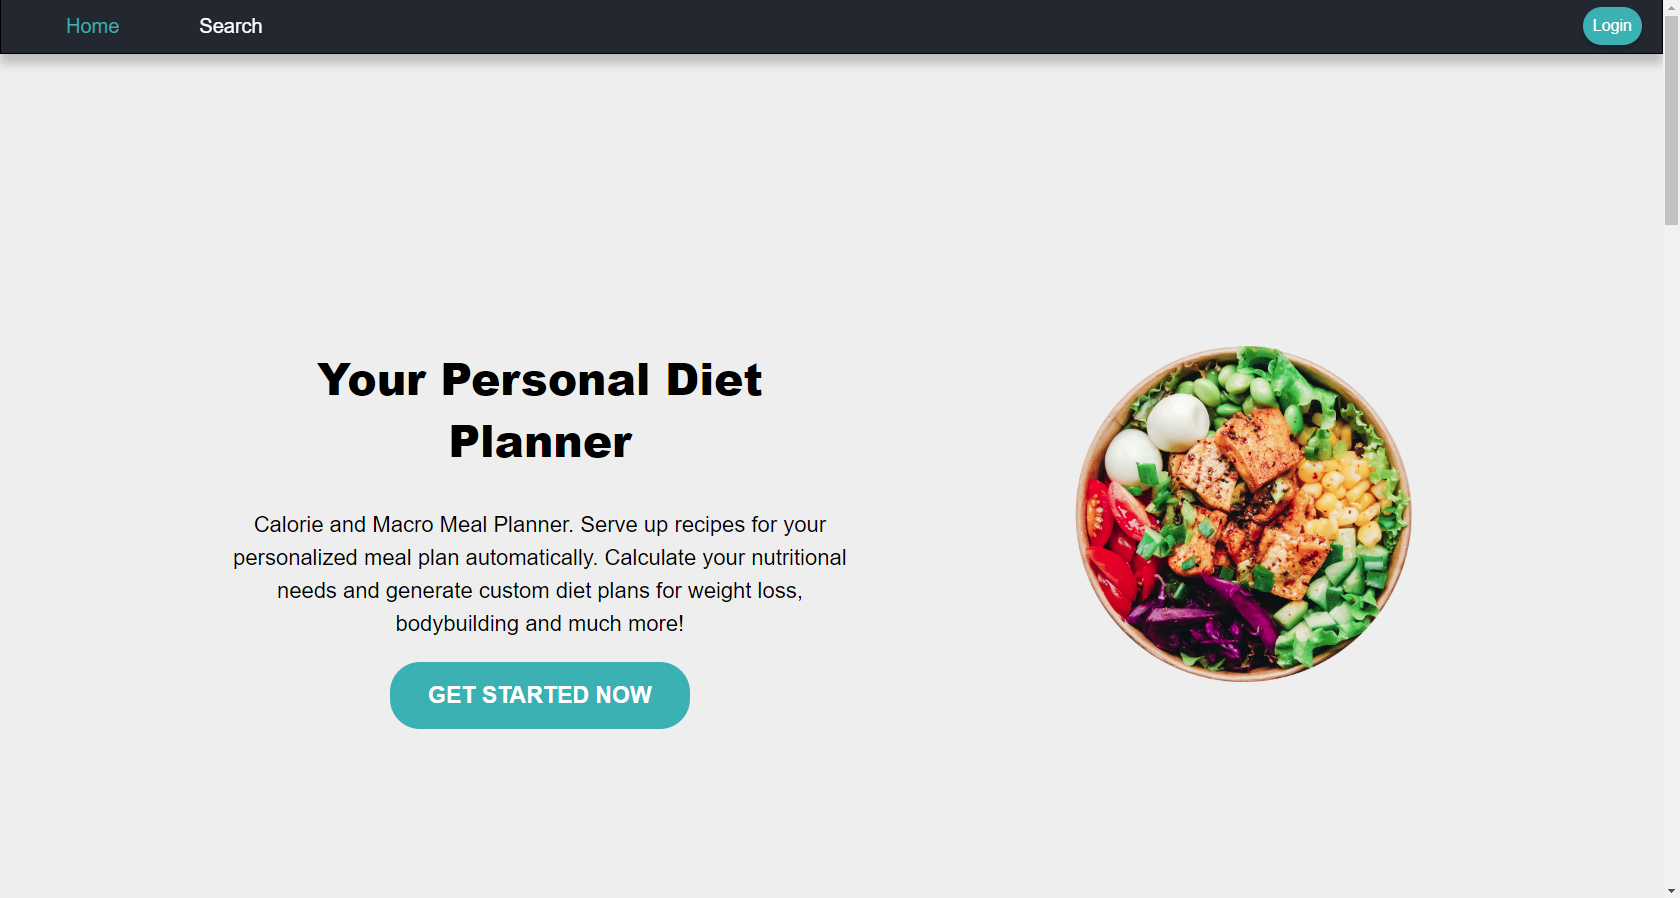 Home
Search
Login
Your Personal Diet
Planner
Calorie and Macro Meal Planner. Serve up recipes for your
personalized meal plan automatically. Calculate your nutritional
needs and generate custom diet plans for weight loss,
bodybuilding and much more!
GET STARTED NOW